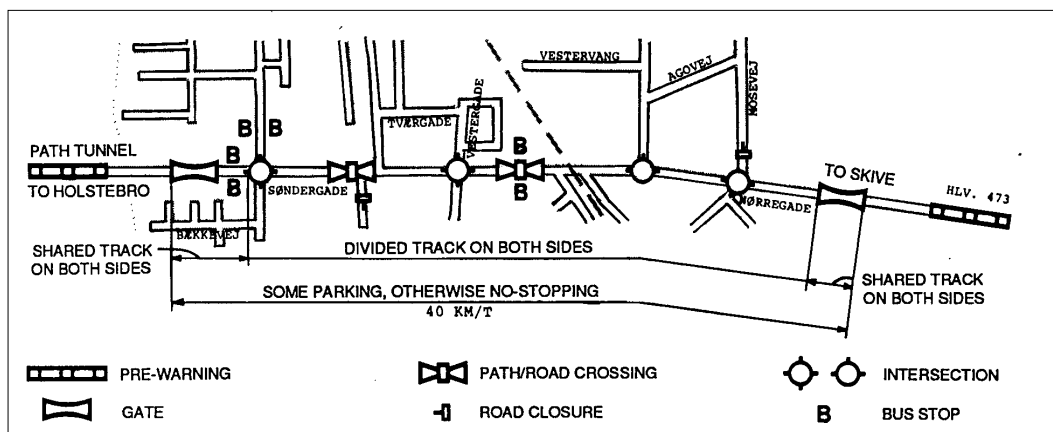 VESTERVANG
AGOVEJ
MOSEVEJ
TVÆRGADE
VESTERGADE
B B
B
B
B
B
PATH TUNNEL
TO HOLSTEBRO
SØNDERGADE
NØRREGADE
TO SKIVE
HLV. 473
BÆKKEVEJ
SHARED TRACK
ON BOTH SIDES
DIVIDED TRACK ON BOTH SIDES
SHARED TRACK
ON BOTH SIDES
SOME PARKING, OTHERWISE NO-STOPPING
40 KM/T
PRE-WARNING
PATH/ROAD CROSSING
INTERSECTION
GATE
ROAD CLOSURE
B BUS STOP